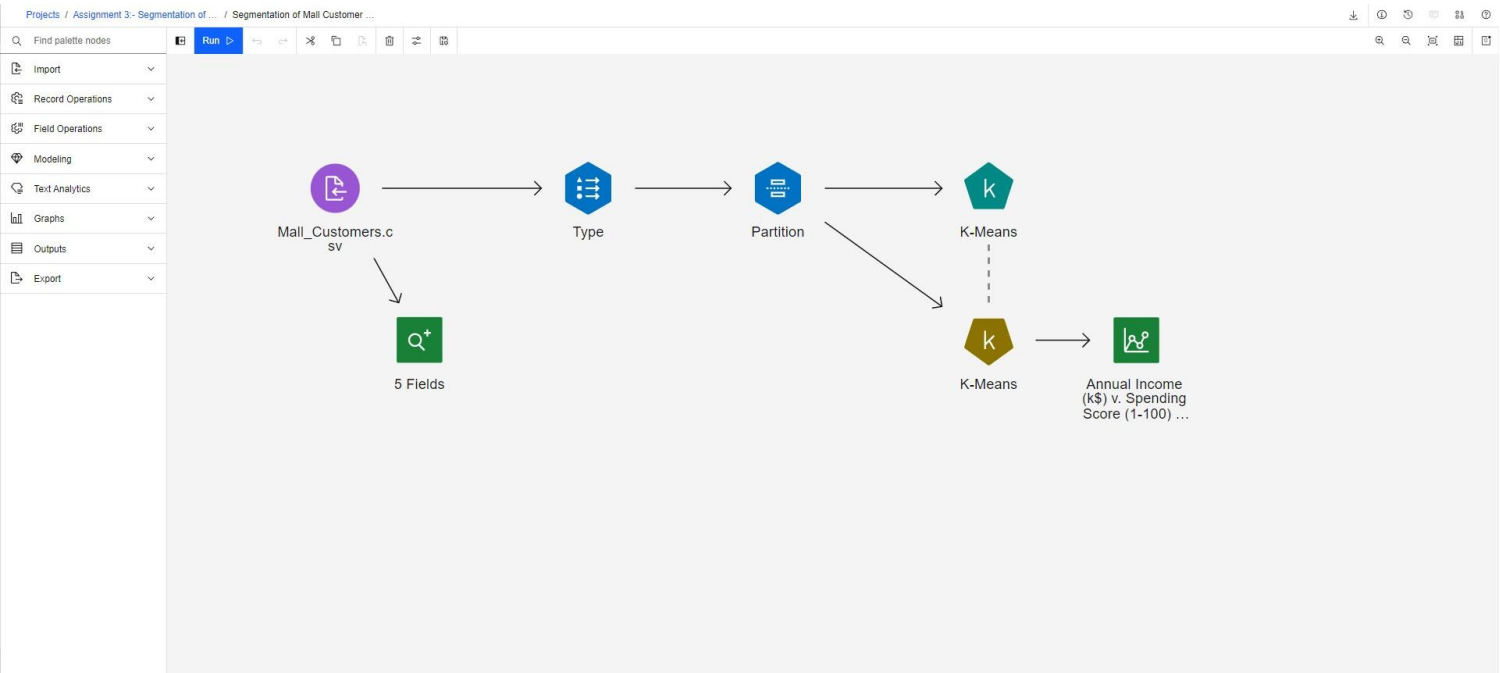 Projects / Assignment 3:- Segmentation of ... / Segmentation of Mall Customer ...
Find palette nodes
Run
Import
Record Operations
Field Operations
Modeling
Text Analytics
Graphs
Outputs
Export
Mall_Customers.c
sv
Type
Partition
k
K-Means
5 Fields
k
K-Means
Annual Income
(k$) v. Spending
Score (1-100) ...